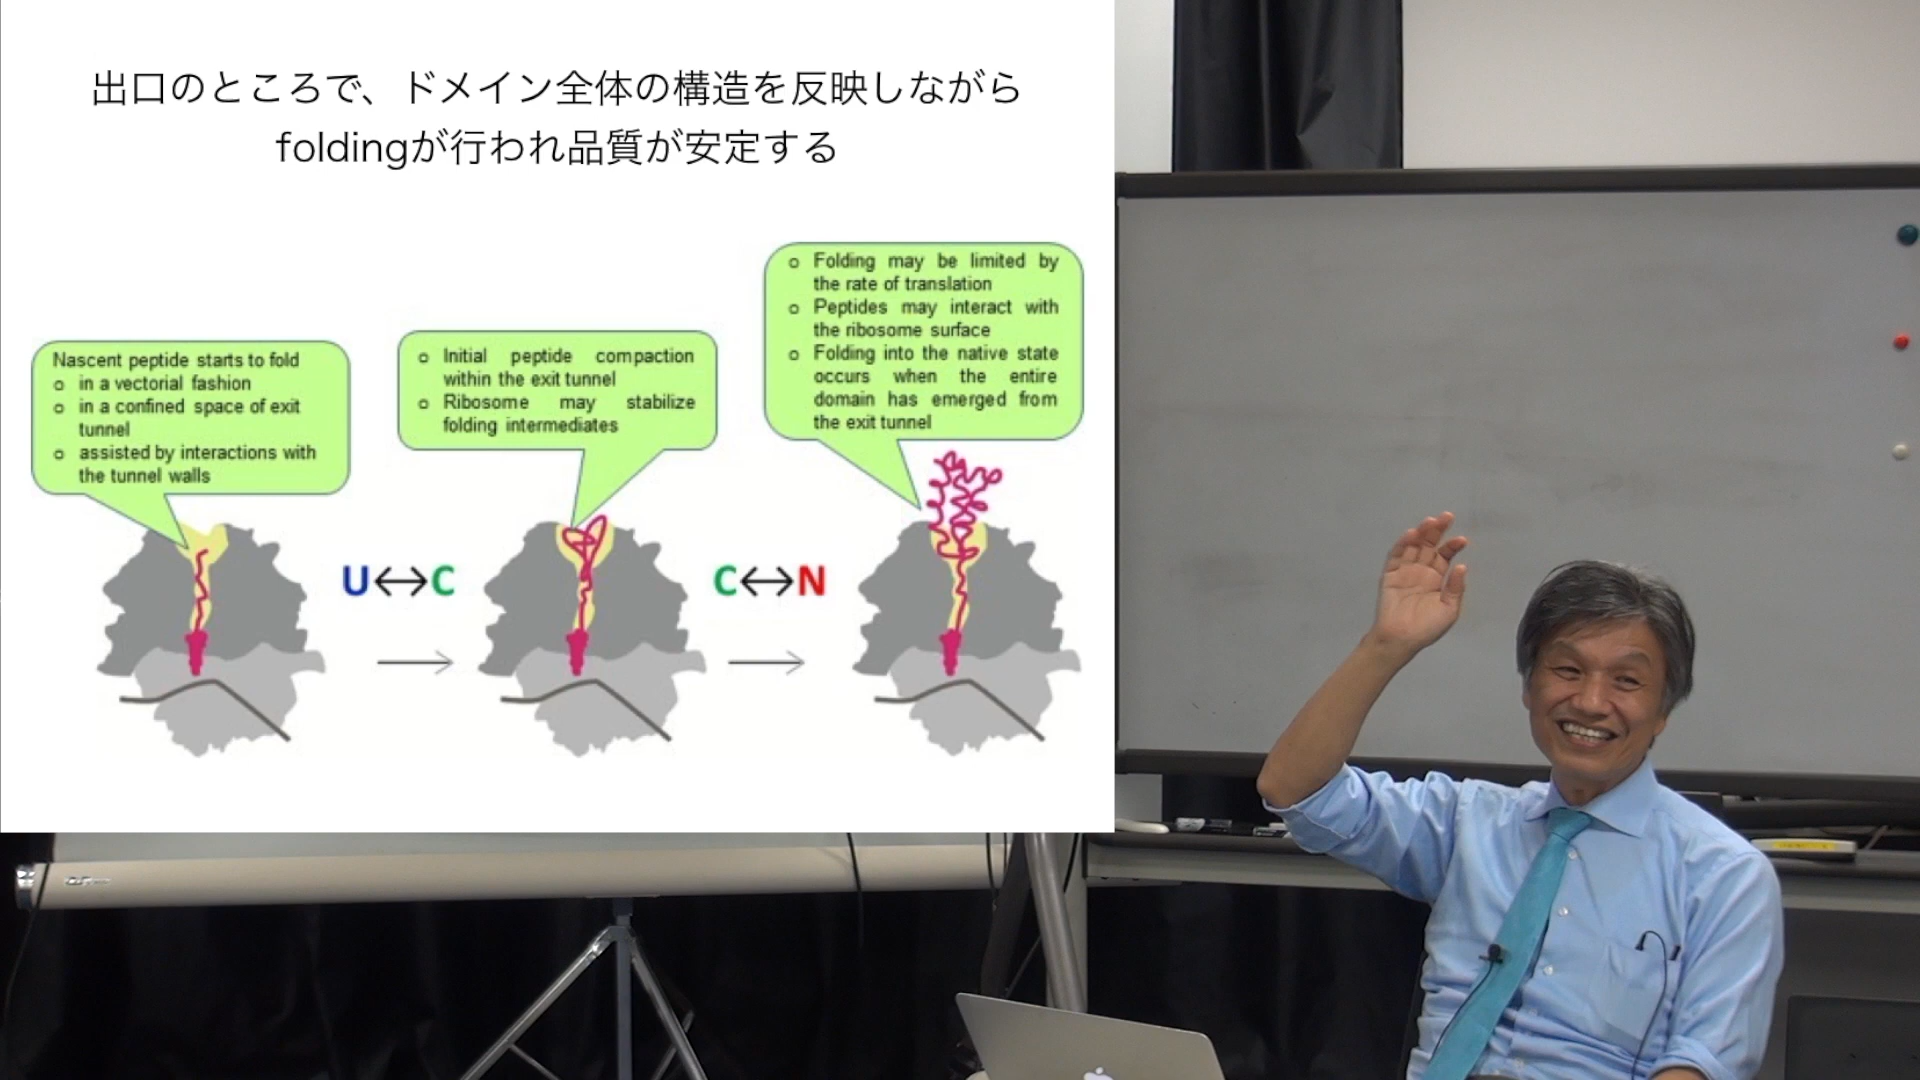 出口のところで、ドメイン全体の構造を反映しながら
foldingが行われ品質が安定する
Nascent peptide starts to fold
o in a vectorial fashion
o in a confined space of exit
tunnel
o assisted by interactions with
the tunnel walls
o Initial peptide compaction
within the exit tunnel
o Ribosome may stabilize
folding intermediates
o Folding may be limited by
the rate of translation
o Peptides may interact with
the ribosome surface
o Folding into the native state
occurs when the entire
domain has emerged from
the exit tunnel
U↔C
C↔N